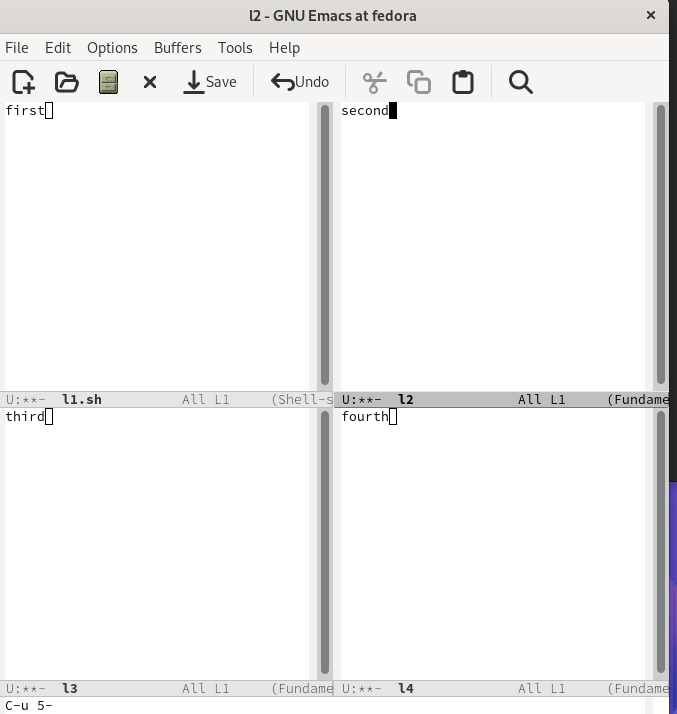 l2 - GNU Emacs at fedora
File Edit Options Buffers Tools Help
Save Undo
first
second
U:**- l1.sh All L1 (Shell-s
U:**- l2 All L1 (Fundame
third
fourth
U:**- l3 All L1 (Fundame
U:**- l4 All L1 (Fundame
C-u 5-